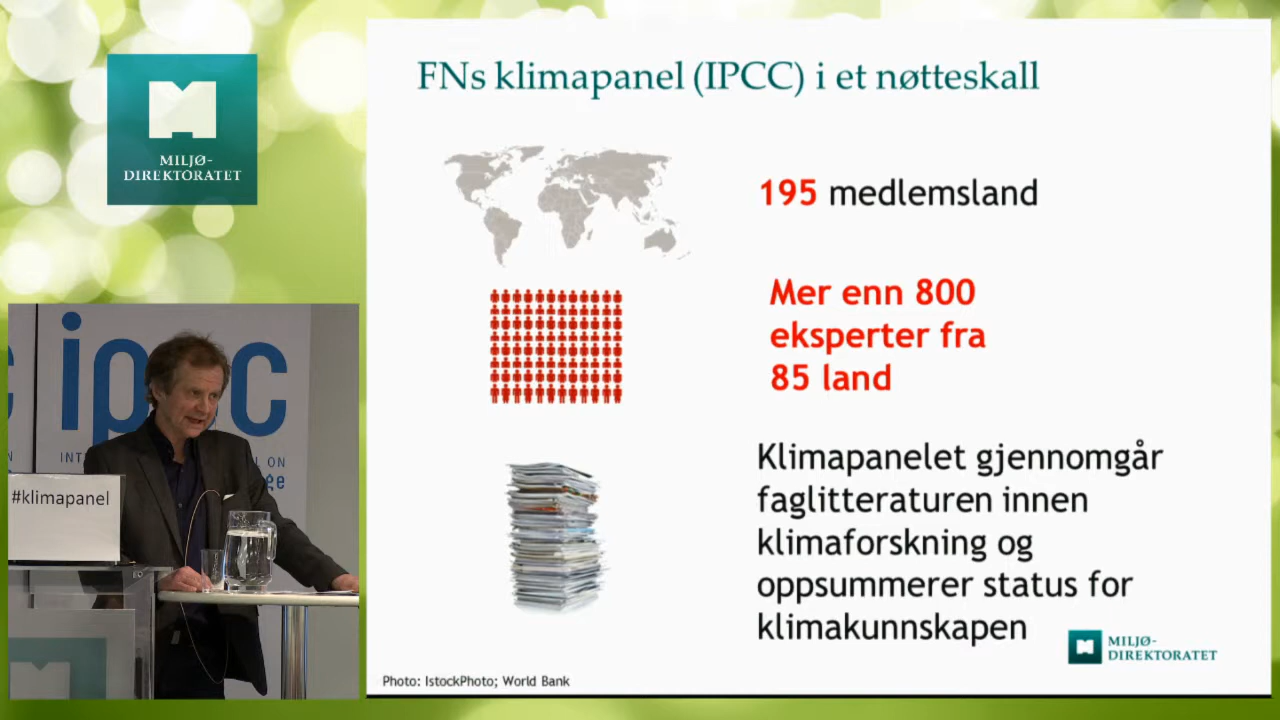 MILJØ-
DIREKTORATET
FNs klimapanel (IPCC) i et nøtteskall
195 medlemsland
Mer enn 800
eksperter fra
85 land
Klimapanelet gjennomgår
faglitteraturen innen
klimaforskning og
oppsummerer status for
klimakunnskapen
MILJØ-
DIREKTORATET
Photo: IstockPhoto; World Bank
ipcc
#klimapanel